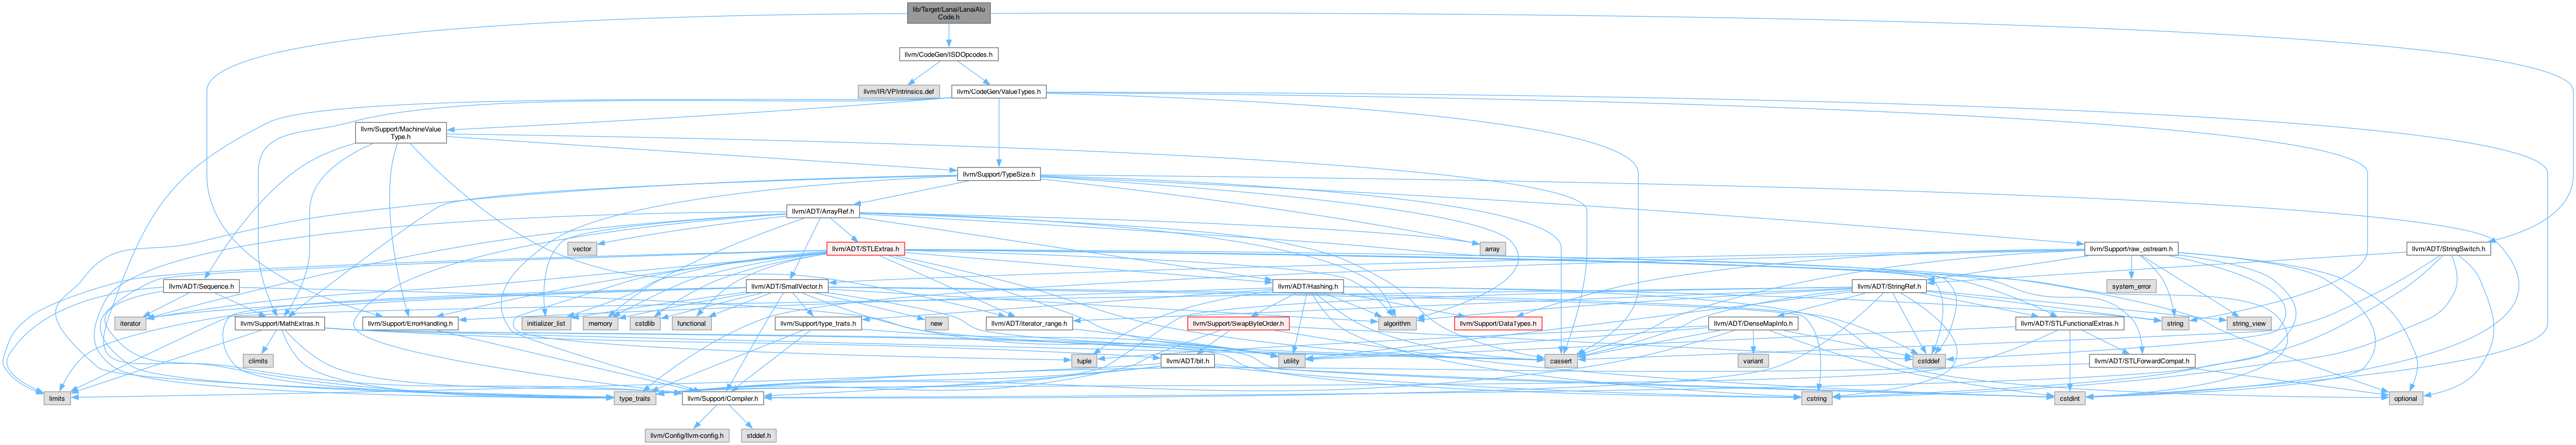 lib/Target/Lanai/LanaiAlu
Code.h
llvm/CodeGen/ISDOpcodes.h
llvm/IR/VPIntrinsics.def
llvm/CodeGen/ValueTypes.h
llvm/Support/MachineValue
Type.h
llvm/Support/TypeSize.h
llvm/ADT/ArrayRef.h
vector
llvm/ADT/STLExtras.h
array
llvm/Support/raw_ostream.h
llvm/ADT/StringSwitch.h
llvm/ADT/Sequence.h
llvm/ADT/SmallVector.h
llvm/ADT/Hashing.h
system_error
llvm/ADT/StringRef.h
iterator
llvm/Support/MathExtras.h
llvm/Support/ErrorHandling.h
initializer_list
memory
cstdlib
functional
llvm/Support/type_traits.h
new
llvm/ADT/iterator_range.h
llvm/Support/SwapByteOrder.h
algorithm
llvm/Support/DataTypes.h
llvm/ADT/DenseMapInfo.h
llvm/ADT/STLFunctionalExtras.h
string
string_view
climits
tuple
llvm/ADT/bit.h
utility
cassert
variant
cstddef
llvm/ADT/STLForwardCompat.h
limits
type_traits
llvm/Support/Compiler.h
cstring
cstdint
optional
llvm/Config/llvm-config.h
stddef.h